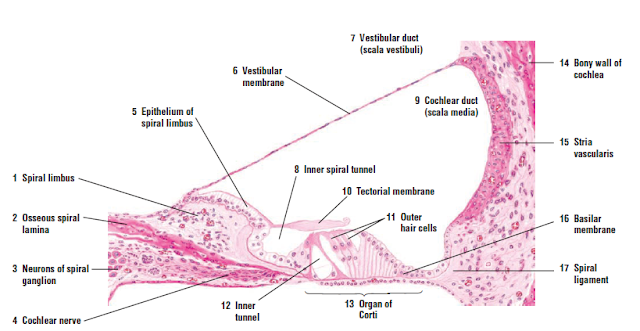 7 Vestibular duct
(scala vestibuli)
6 Vestibular
membrane
14 Bony wall of
cochlea
5 Epithelium of
spiral limbus
9 Cochlear duct
(scala media)
15 Stria
vascularis
1 Spiral limbus
8 Inner spiral tunnel
10 Tectorial membrane
2 Osseous spiral
lamina
11 Outer
hair cells
16 Basilar
membrane
3 Neurons of spiral
ganglion
17 Spiral
ligament
4 Cochlear nerve
12 Inner
tunnel
13 Organ of
Corti